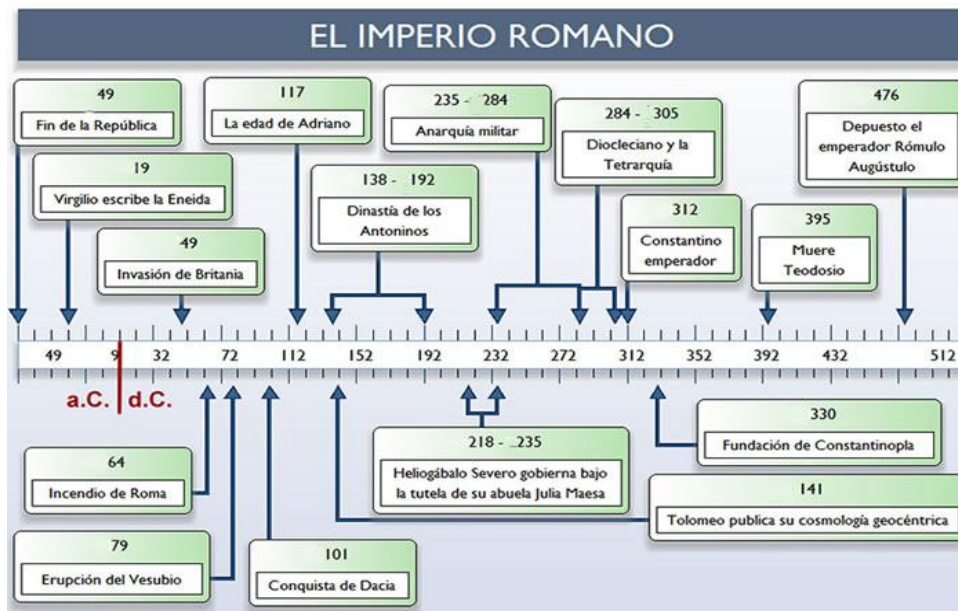 EL IMPERIO ROMANO
49
Fin de la República
19
Virgilio escribe la Eneida
49
Invasión de Britania
117
La edad de Adriano
138 - 192
Dinastía de los
Antoninos
235 - 284
Anarquía militar
284 - 305
Diocleciano y la
Tetrarquía
312
Constantino
emperador
395
Muere
Teodosio
476
Depuesto el
emperador Rómulo
Augústulo
49 9 32 72 112 152 192 232 272 312 352 392 432 512
a.C. d.C.
64
Incendio de Roma
79
Erupción del Vesubio
101
Conquista de Dacia
218 - 235
Heliogábalo Severo gobierna bajo
la tutela de su abuela Julia Maesa
330
Fundación de Constantinopla
141
Tolomeo publica su cosmología geocéntrica